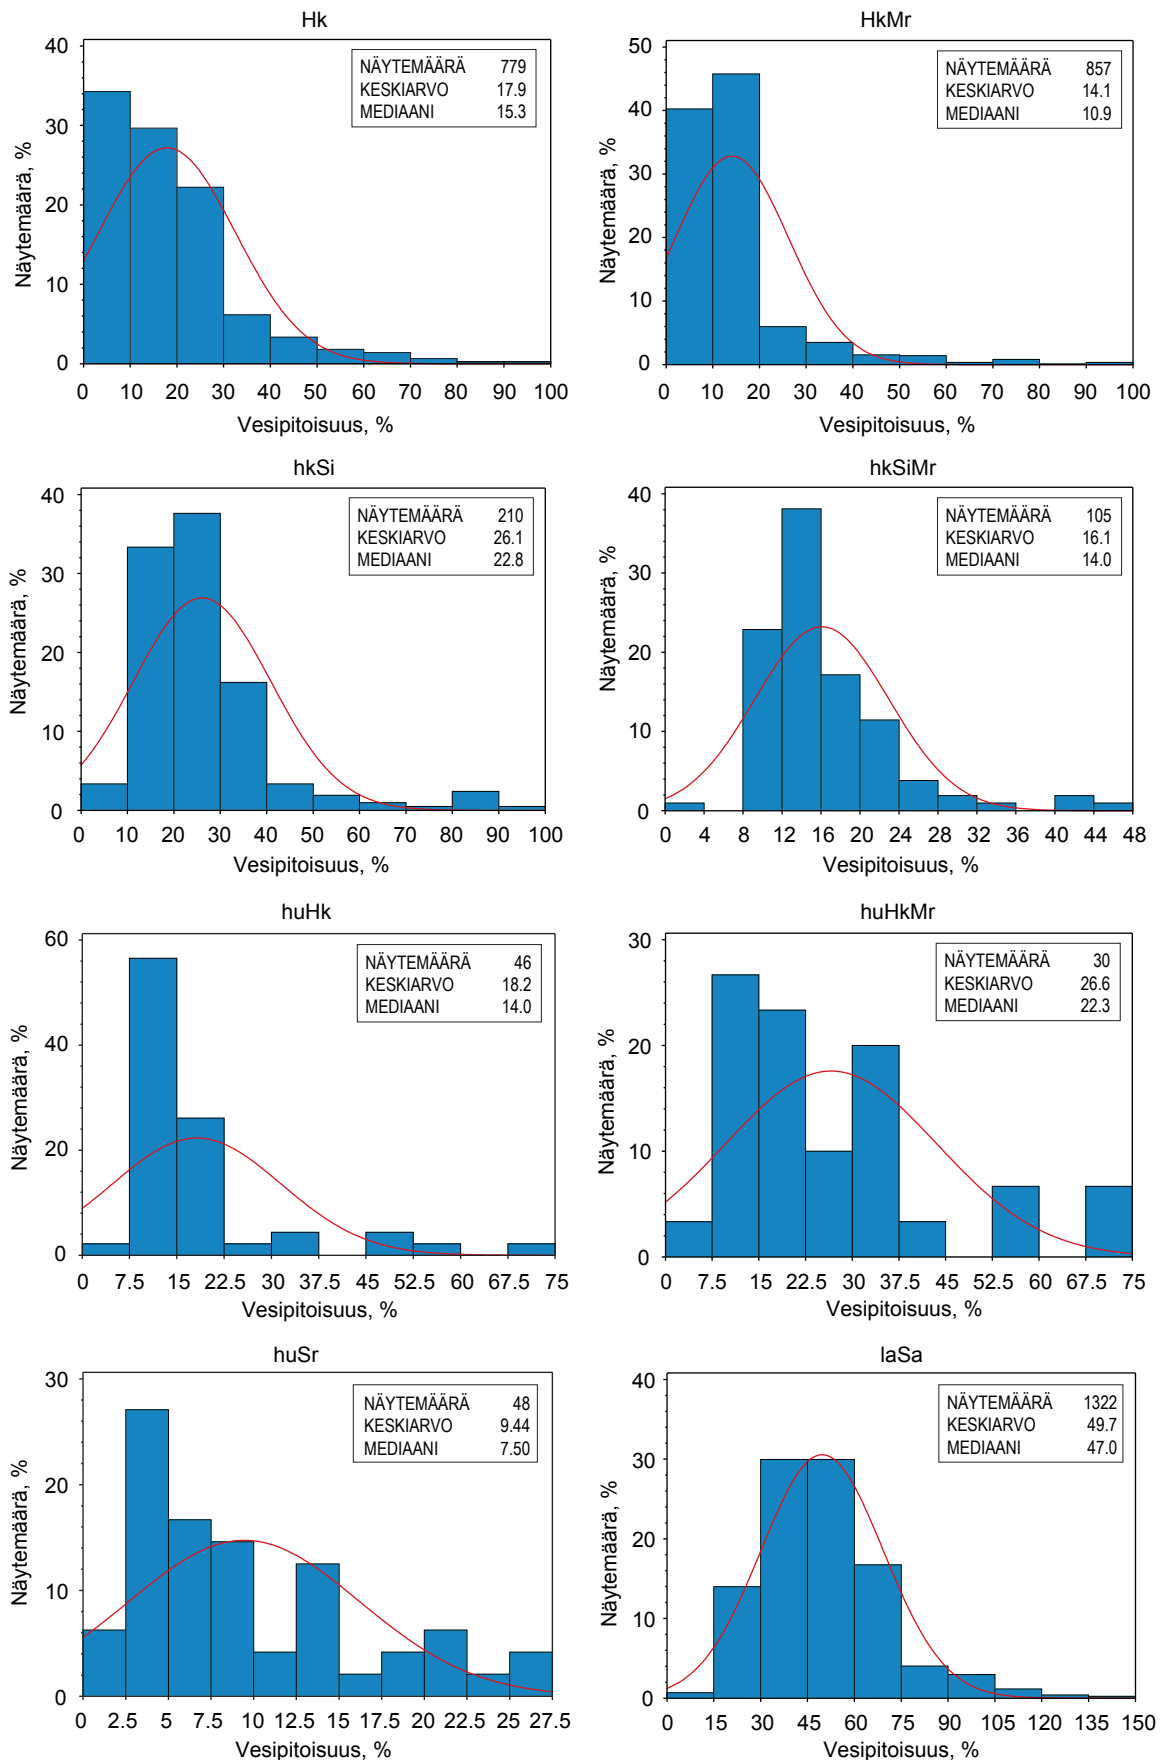 Hk
NÄYTEMÄÄRÄ 779
KESKIARVO 17.9
MEDIAANI 15.3
Näytemäärä, %
40
30
20
10
0
0 10 20 30 40 50 60 70 80 90 100
Vesipitoisuus, %
HkMr
NÄYTEMÄÄRÄ 857
KESKIARVO 14.1
MEDIAANI 10.9
Näytemäärä, %
50
40
30
20
10
0
0 10 20 30 40 50 60 70 80 90 100
Vesipitoisuus, %
hkSi
NÄYTEMÄÄRÄ 210
KESKIARVO 26.1
MEDIAANI 22.8
Näytemäärä, %
40
30
20
10
0
0 10 20 30 40 50 60 70 80 90 100
Vesipitoisuus, %
hkSiMr
NÄYTEMÄÄRÄ 105
KESKIARVO 16.1
MEDIAANI 14.0
Näytemäärä, %
40
30
20
10
0
0 4 8 12 16 20 24 28 32 36 40 44 48
Vesipitoisuus, %
huHk
NÄYTEMÄÄRÄ 46
KESKIARVO 18.2
MEDIAANI 14.0
Näytemäärä, %
60
40
20
0
0 7.5 15 22.5 30 37.5 45 52.5 60 67.5 75
Vesipitoisuus, %
huHkMr
NÄYTEMÄÄRÄ 30
KESKIARVO 26.6
MEDIAANI 22.3
Näytemäärä, %
30
20
10
0
0 7.5 15 22.5 30 37.5 45 52.5 60 67.5 75
Vesipitoisuus, %
huSr
NÄYTEMÄÄRÄ 48
KESKIARVO 9.44
MEDIAANI 7.50
Näytemäärä, %
30
20
10
0
0 2.5 5 7.5 10 12.5 15 17.5 20 22.5 25 27.5
Vesipitoisuus, %
laSa
NÄYTEMÄÄRÄ 1322
KESKIARVO 49.7
MEDIAANI 47.0
Näytemäärä, %
40
30
20
10
0
0 15 30 45 60 75 90 105 120 135 150
Vesipitoisuus, %